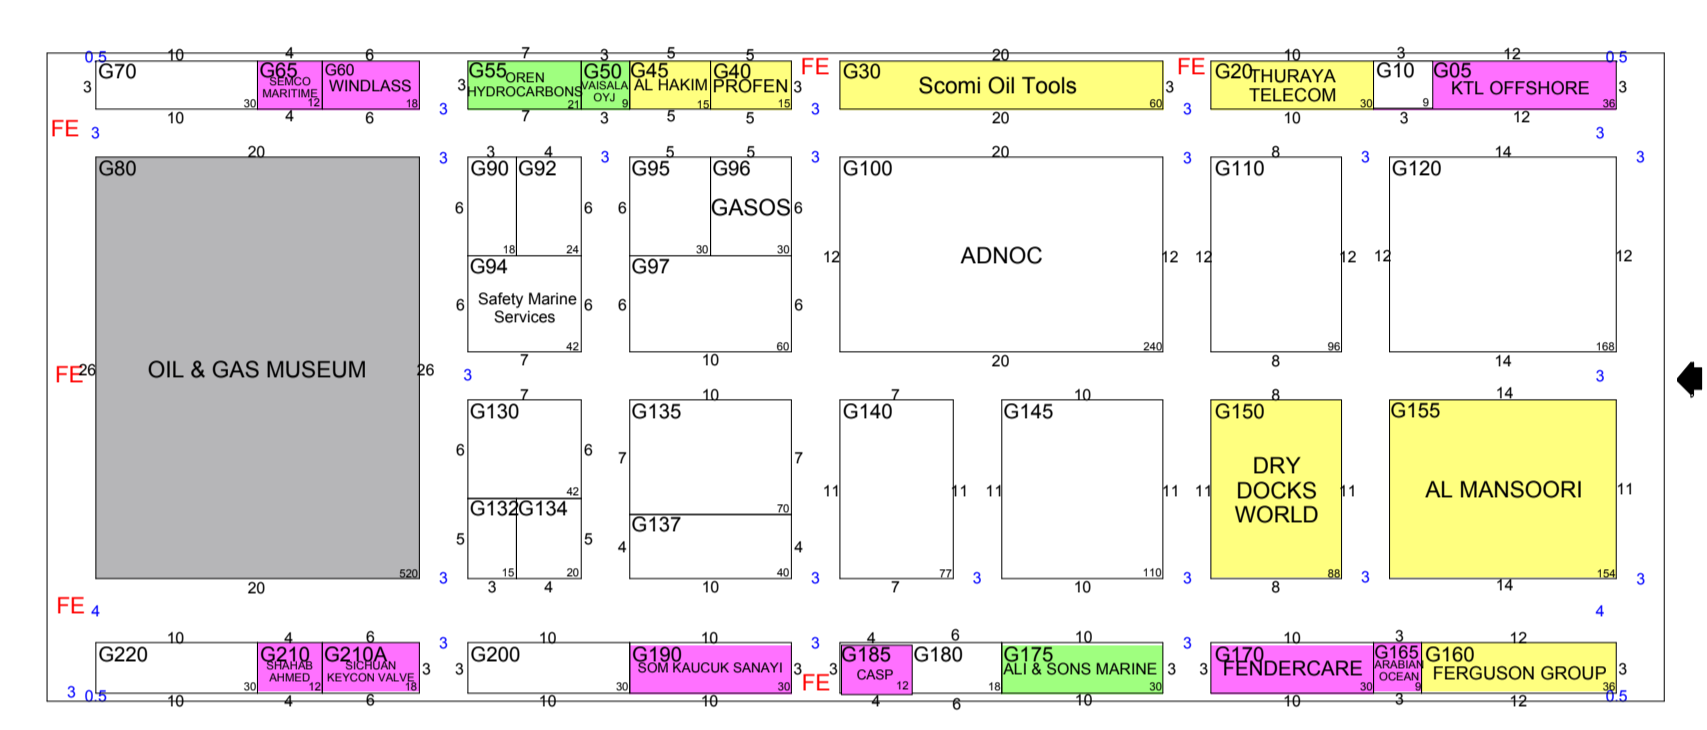 0.5 10 4 6 7 3 5 5 20 10 3 12 0.5
G70 G65 G60 G55 G50 G45 G40 FE G30 FE G20 G10 G05
SEMCO MARITIME 12
WINDLASS 18
OREN HYDROCARBONS 21
VAISALA OYJ 9
AL HAKIM 15
PROFEN 15
Scomi Oil Tools 60
THURAYA TELECOM 30
KTL OFFSHORE 36
3 30 3 3 3 3 9 3
10 4 6 7 3 5 5 20 10 3 12
3 3 3
FE 3 3
20 3 4 5 5 20 8 14
3 3 3 3 3 3
G80 G90 G92 G95 G96 G100 G110 G120
6 6 6 GASOS 6
18 24 30 30
12 ADNOC 12 12 12 12 12
G94 G97
6 Safety Marine 6 6 6
Services
42 60 240 96 168
7 10 20 8 14
FE 26 OIL & GAS MUSEUM 26 3 3
7 10 7 10 8 14
G130 G135 G140 G145 G150 G155
6 6 7 7
DRY
DOCKS
WORLD
AL MANSOORI
11 11 11 11 11 11 11
42 70
G132 G134 G137
5 5 4 4
520 15 20 40 77 110 88 154
20 3 3 4 10 3 7 3 10 3 8 3 14 3
FE 4 4
10 4 6 3 10 10 3 4 6 10 3 10 3 12
G220 G210 G210A G200 G190 G185 G180 G175 G170 G165 G160
SHAHAB AHMED 12
SICHUAN KEYCON VALVE 18
SOM KAUCUK SANAYI 30
CASP 12
ALI & SONS MARINE 30
FENDERCARE 30
ARABIAN OCEAN 9
FERGUSON GROUP 36
3 30 3 3 30 FE 3 18 3 3 3
0.5 10 4 6 10 10 4 6 10 10 3 12 0.5